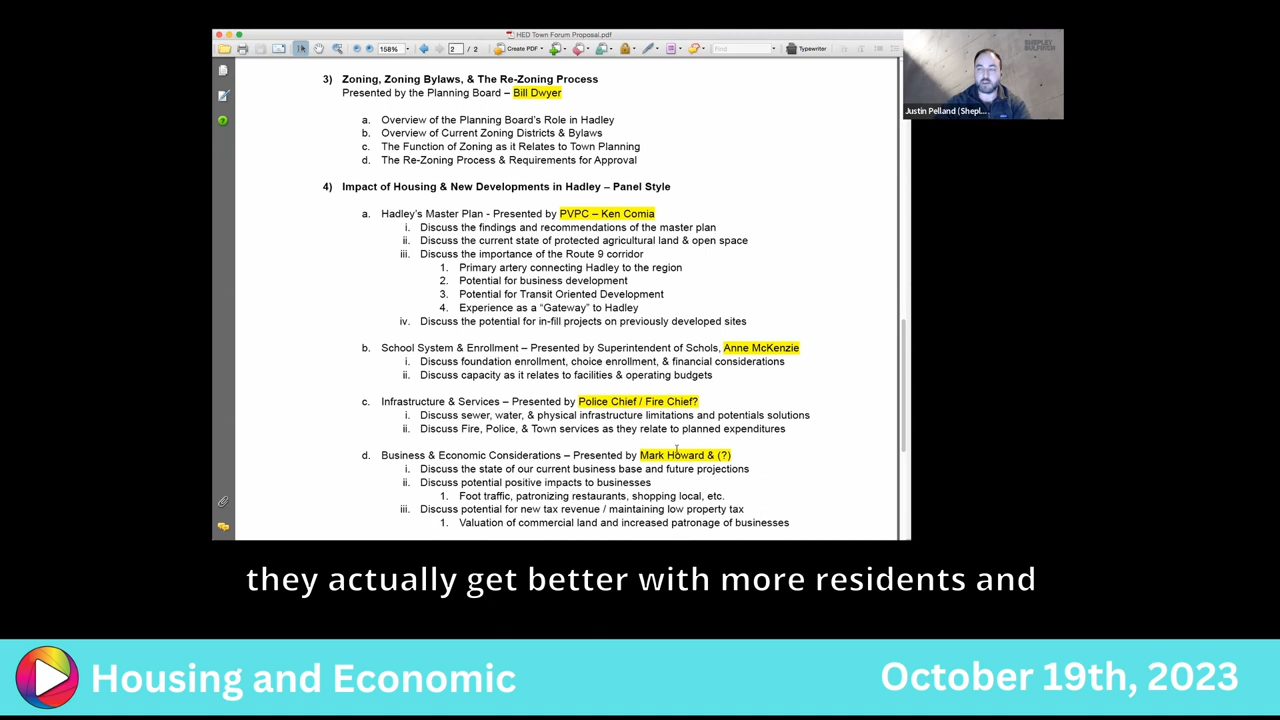 HED Town Forum Proposal.pdf
158%
2 / 2
Create PDF
Find
Typewriter
3) Zoning, Zoning Bylaws, & The Re-Zoning Process
Presented by the Planning Board – Bill Dwyer
a. Overview of the Planning Board's Role in Hadley
b. Overview of Current Zoning Districts & Bylaws
c. The Function of Zoning as it Relates to Town Planning
d. The Re-Zoning Process & Requirements for Approval
4) Impact of Housing & New Developments in Hadley – Panel Style
a. Hadley's Master Plan - Presented by PVPC – Ken Comia
i. Discuss the findings and recommendations of the master plan
ii. Discuss the current state of protected agricultural land & open space
iii. Discuss the importance of the Route 9 corridor
1. Primary artery connecting Hadley to the region
2. Potential for business development
3. Potential for Transit Oriented Development
4. Experience as a “Gateway” to Hadley
iv. Discuss the potential for in-fill projects on previously developed sites
b. School System & Enrollment – Presented by Superintendent of Schols, Anne McKenzie
i. Discuss foundation enrollment, choice enrollment, & financial considerations
ii. Discuss capacity as it relates to facilities & operating budgets
c. Infrastructure & Services – Presented by Police Chief / Fire Chief?
i. Discuss sewer, water, & physical infrastructure limitations and potentials solutions
ii. Discuss Fire, Police, & Town services as they relate to planned expenditures
d. Business & Economic Considerations – Presented by Mark Howard & (?)
i. Discuss the state of our current business base and future projections
ii. Discuss potential positive impacts to businesses
1. Foot traffic, patronizing restaurants, shopping local, etc.
iii. Discuss potential for new tax revenue / maintaining low property tax
1. Valuation of commercial land and increased patronage of businesses
SHEPLEY
BULFINCH
Justin Pelland (Shepl...
they actually get better with more residents and
Housing and Economic
October 19th, 2023